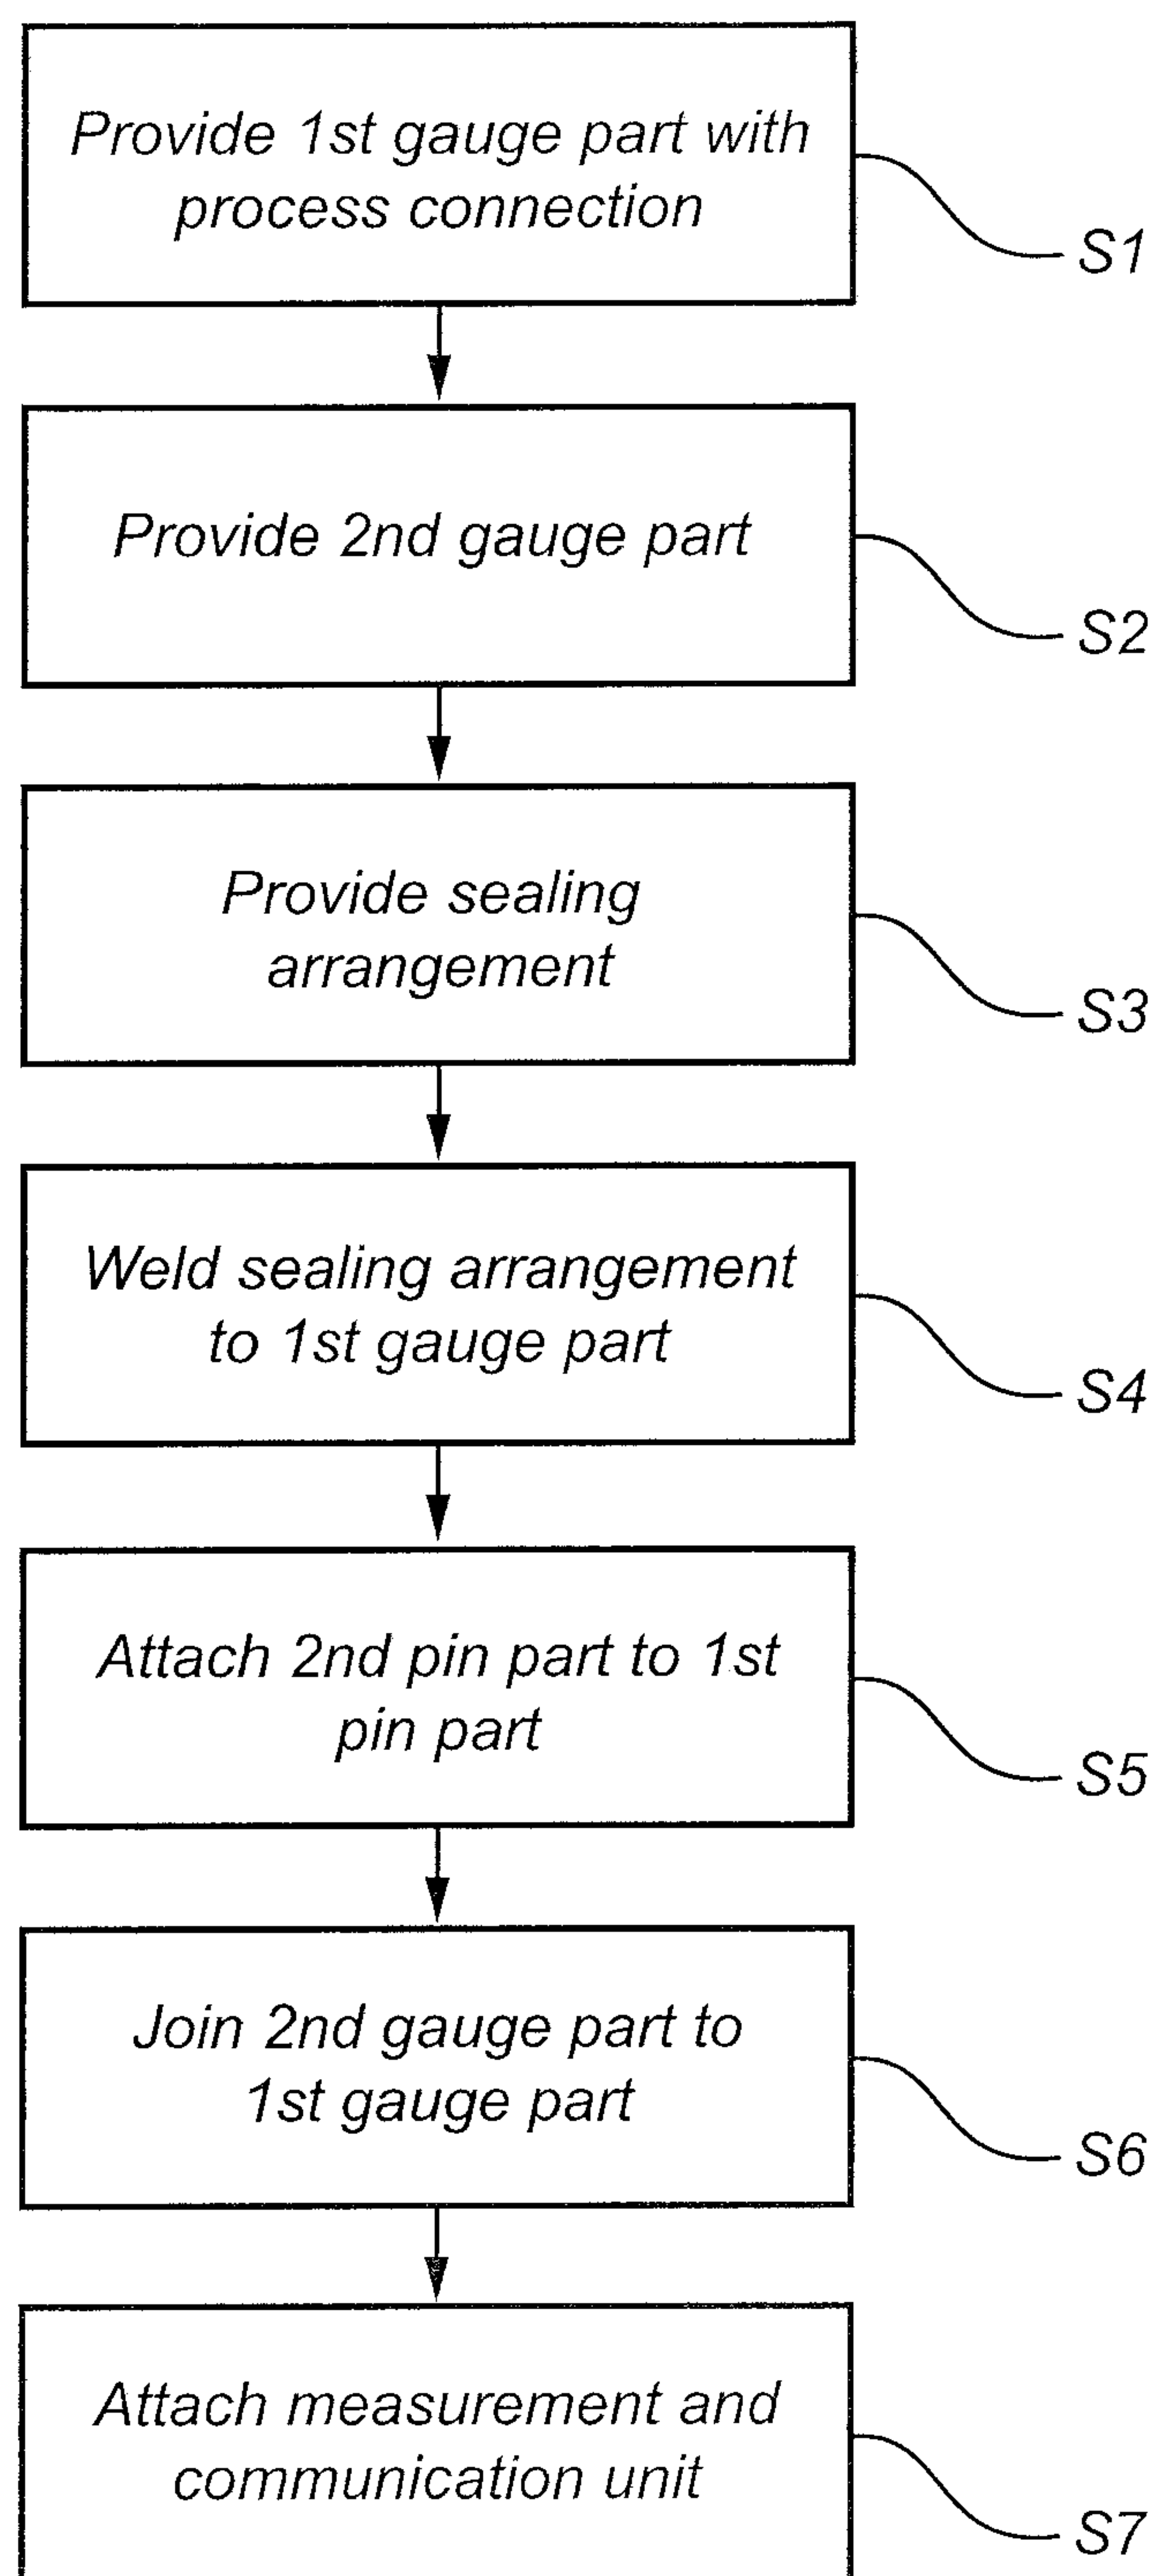 Provide 1st gauge part with
process connection
S1
Provide 2nd gauge part
S2
Provide sealing
arrangement
S3
Weld sealing arrangement
to 1st gauge part
S4
Attach 2nd pin part to 1st
pin part
S5
Join 2nd gauge part to
1st gauge part
S6
Attach measurement and
communication unit
S7